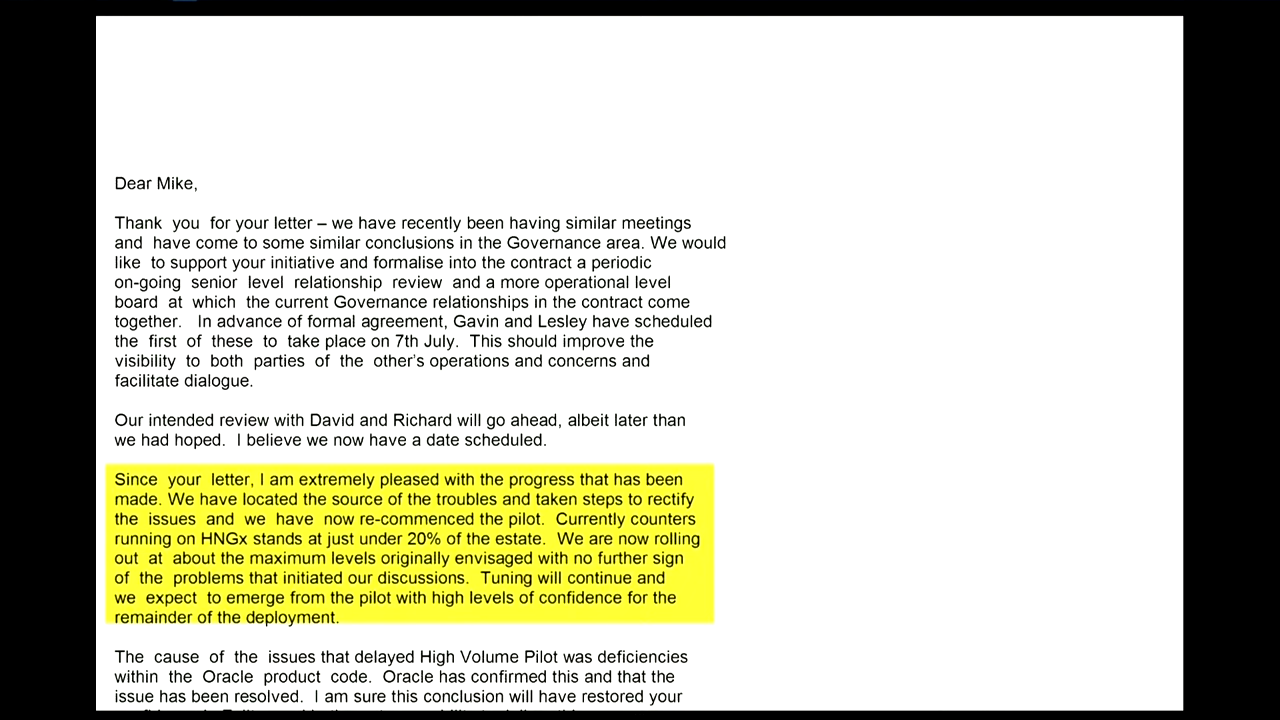 Dear Mike,
Thank you for your letter – we have recently been having similar meetings
and have come to some similar conclusions in the Governance area. We would
like to support your initiative and formalise into the contract a periodic
on-going senior level relationship review and a more operational level
board at which the current Governance relationships in the contract come
together. In advance of formal agreement, Gavin and Lesley have scheduled
the first of these to take place on 7th July. This should improve the
visibility to both parties of the other's operations and concerns and
facilitate dialogue.
Our intended review with David and Richard will go ahead, albeit later than
we had hoped. I believe we now have a date scheduled.
Since your letter, I am extremely pleased with the progress that has been
made. We have located the source of the troubles and taken steps to rectify
the issues and we have now re-commenced the pilot. Currently counters
running on HNGx stands at just under 20% of the estate. We are now rolling
out at about the maximum levels originally envisaged with no further sign
of the problems that initiated our discussions. Tuning will continue and
we expect to emerge from the pilot with high levels of confidence for the
remainder of the deployment.
The cause of the issues that delayed High Volume Pilot was deficiencies
within the Oracle product code. Oracle has confirmed this and that the
issue has been resolved. I am sure this conclusion will have restored your